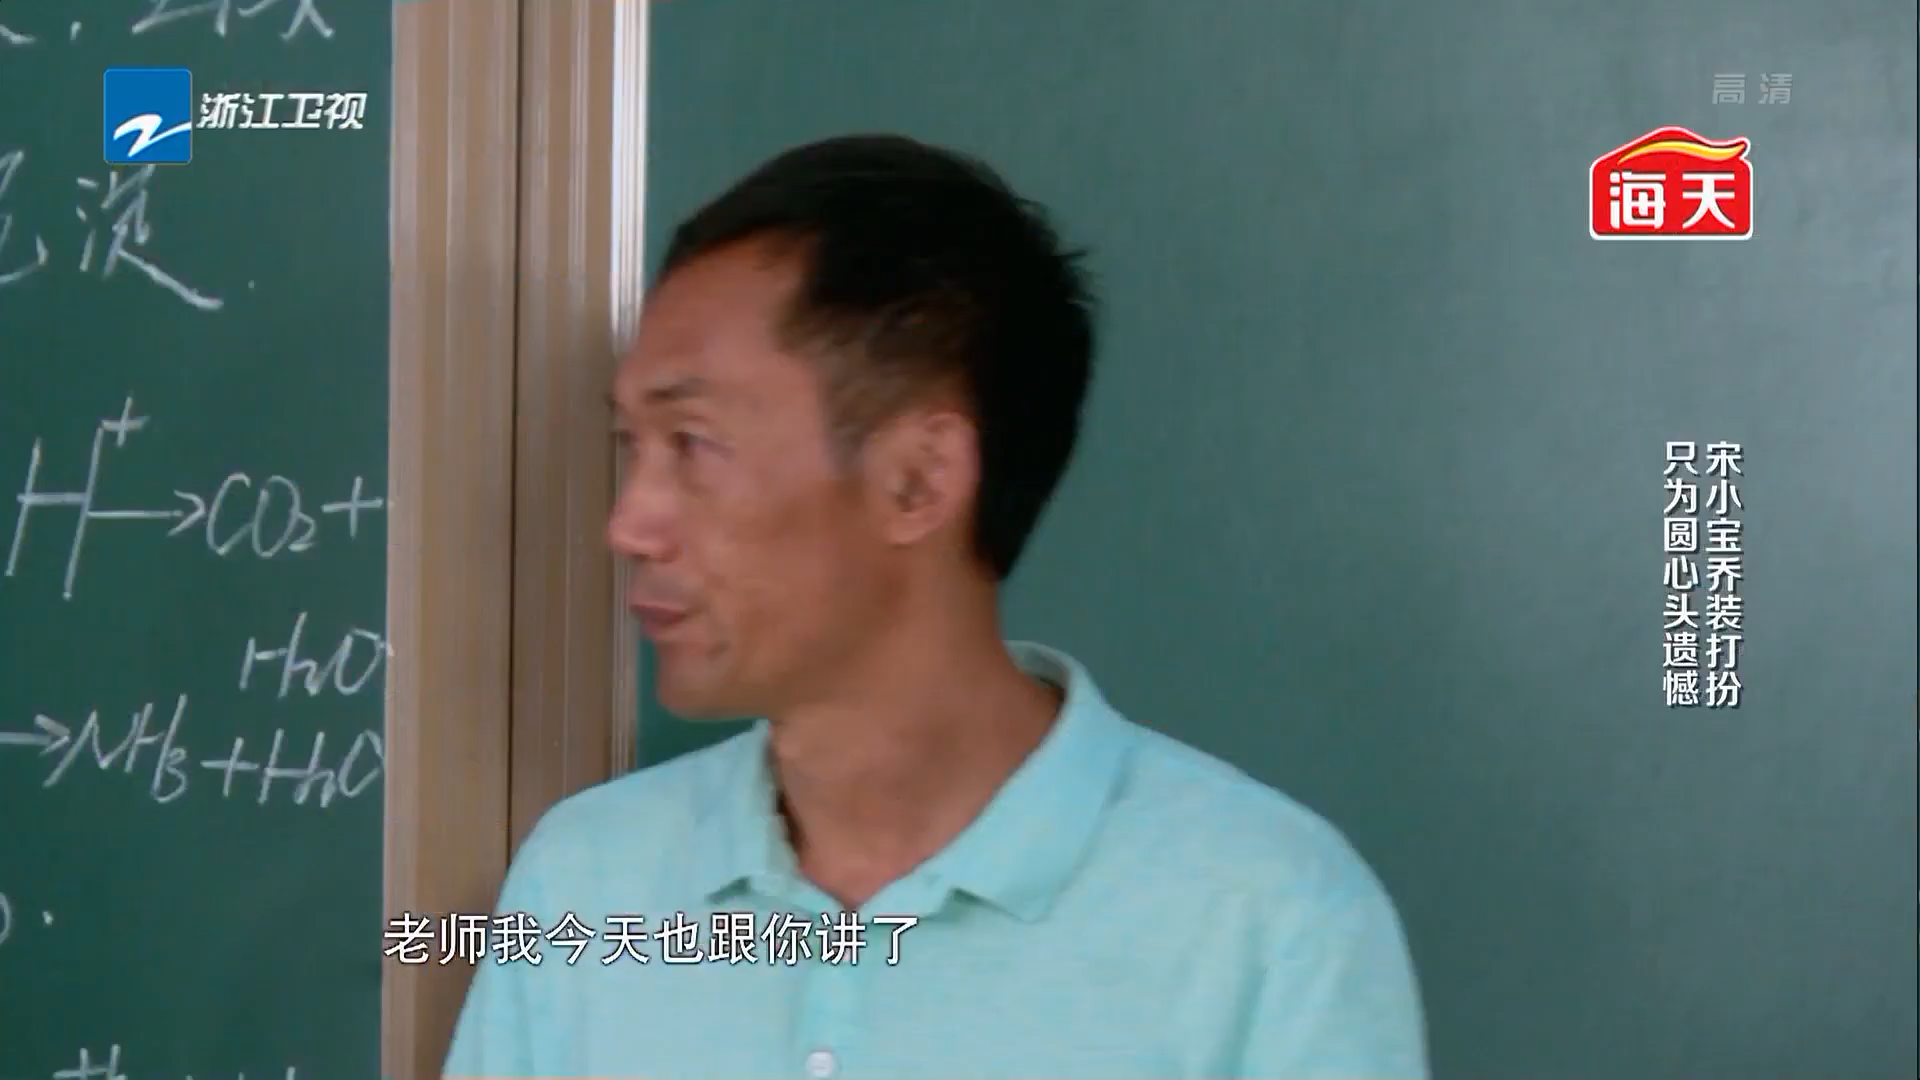 浙江卫视
高清
海天
宋小宝乔装打扮
只为圆心头遗憾
H⁺→CO₂+
H₂O
→NH₃+H₂O
老师我今天也跟你讲了